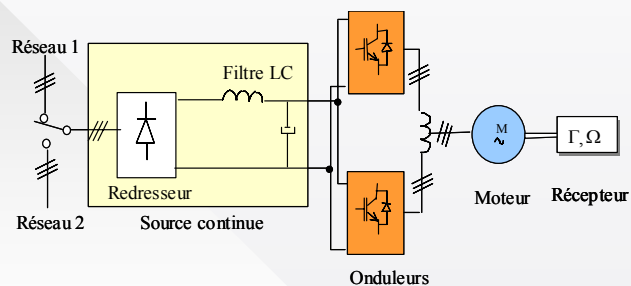 Réseau 1
Filtre LC
Redresseur
Réseau 2
Source continue
Onduleurs
M
Moteur
Γ, Ω
Récepteur